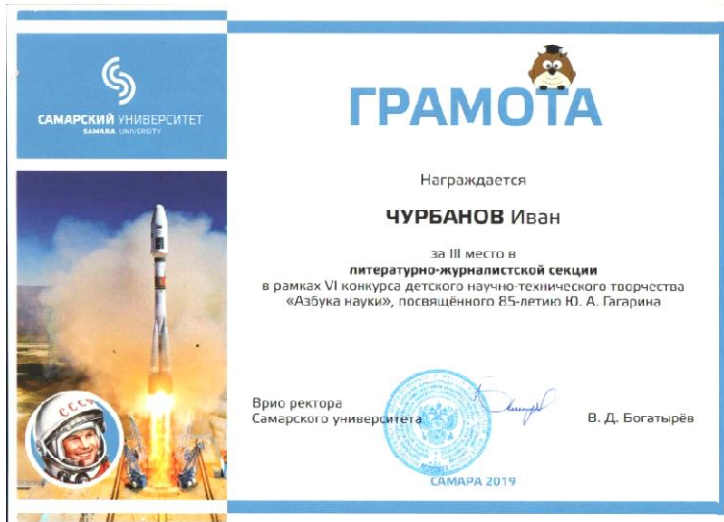 САМАРСКИЙ УНИВЕРСИТЕТ
SAMARA UNIVERSITY
ГРАМОТА
Награждается
ЧУРБАНОВ Иван
за III место в
литературно-журналистской секции
в рамках VI конкурса детского научно-технического творчества
«Азбука науки», посвящённого 85-летию Ю. А. Гагарина
СССР
Врио ректора
Самарского университета
В. Д. Богатырёв
САМАРА 2019